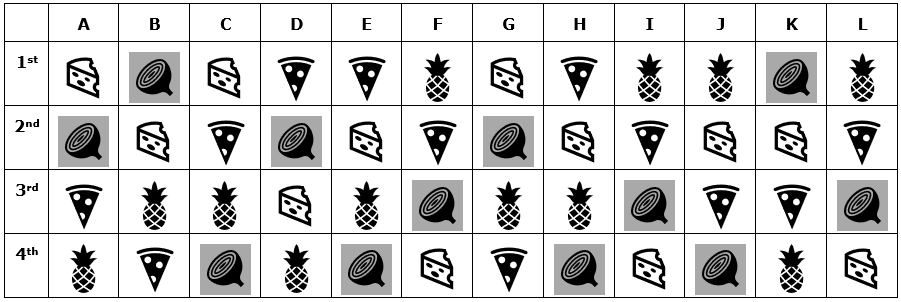 A B C D E F G H I J K L
1st
2nd
3rd
4th